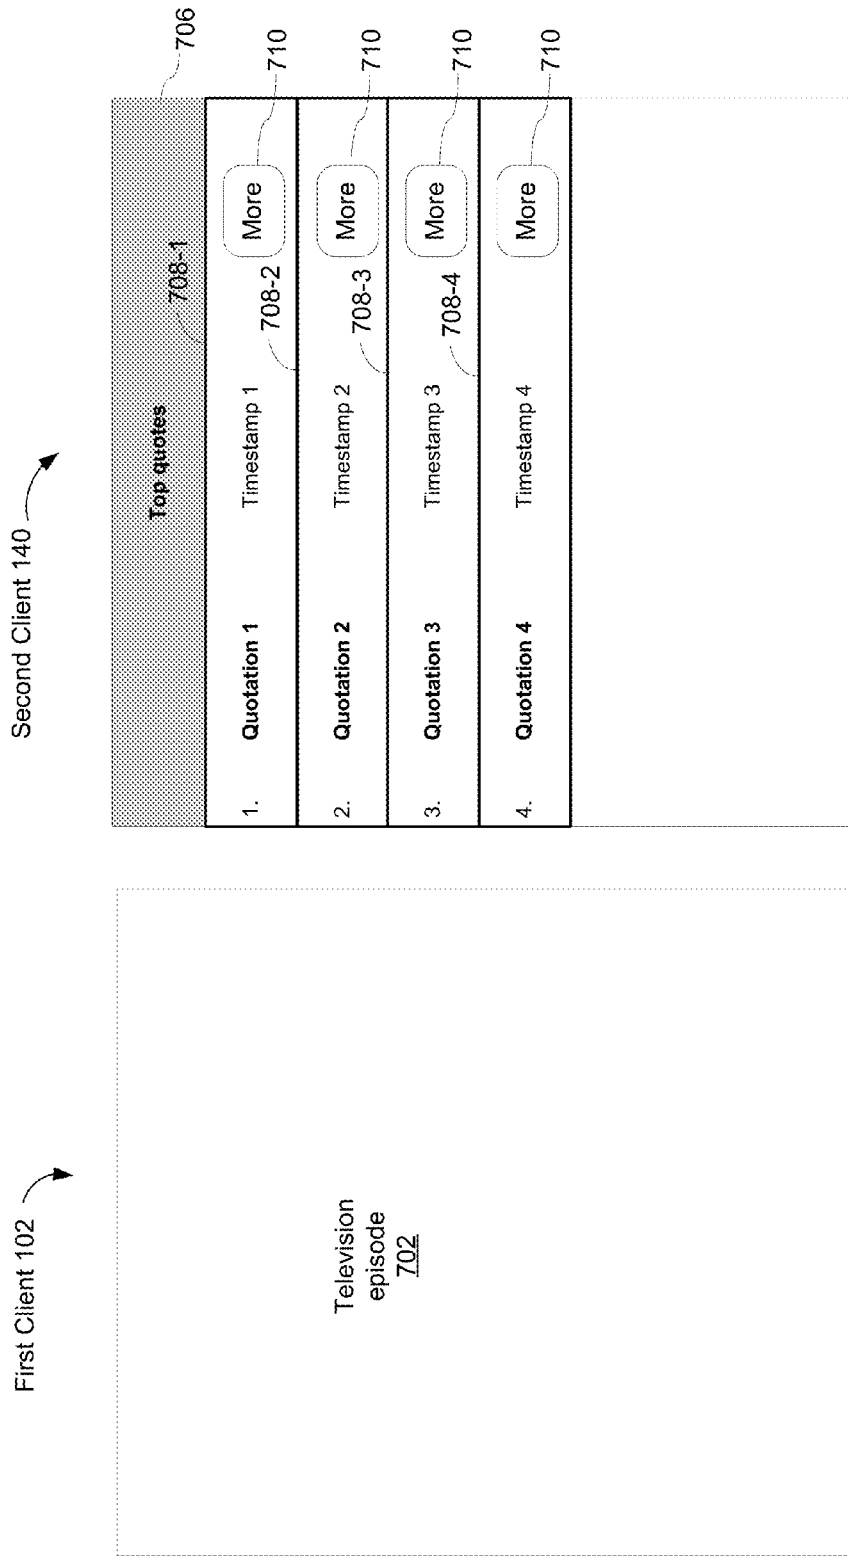 First Client 102
Television
episode
702
Second Client 140
706
Top quotes
708-1
1. Quotation 1 Timestamp 1 More
710
708-2
2. Quotation 2 Timestamp 2 More
710
708-3
3. Quotation 3 Timestamp 3 More
710
708-4
4. Quotation 4 Timestamp 4 More
710